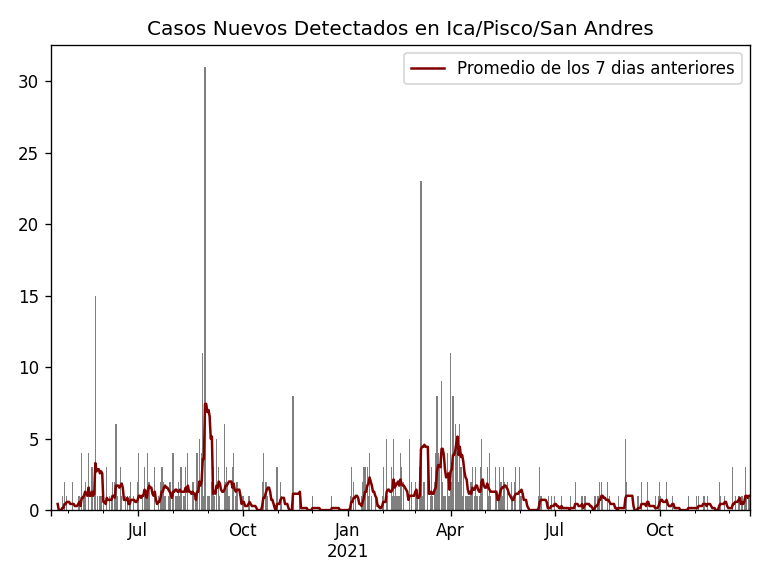 Casos Nuevos Detectados en Ica/Pisco/San Andres
Promedio de los 7 dias anteriores
30
25
20
15
10
5
0
Jul
Oct
Jan
Apr
Jul
Oct
2021